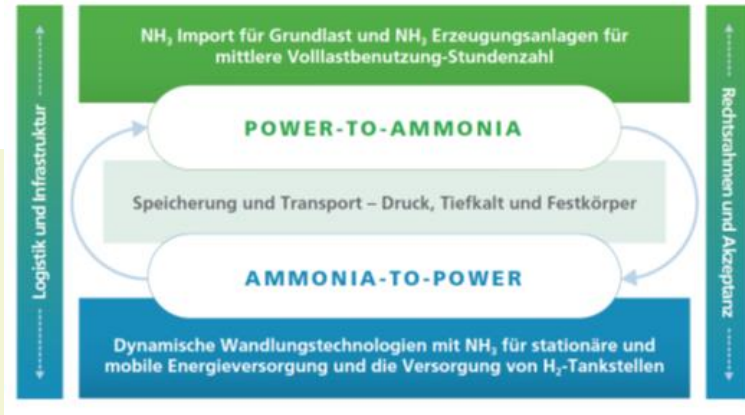 Logistik und Infrastruktur
NH₃ Import für Grundlast und NH₃ Erzeugungsanlagen für
mittlere Volllastbenutzung-Stundenzahl
POWER-TO-AMMONIA
Speicherung und Transport – Druck, Tiefkalt und Festkörper
AMMONIA-TO-POWER
Dynamische Wandlungstechnologien mit NH₃ für stationäre und
mobile Energieversorgung und die Versorgung von H₂-Tankstellen
Rechtsrahmen und Akzeptanz